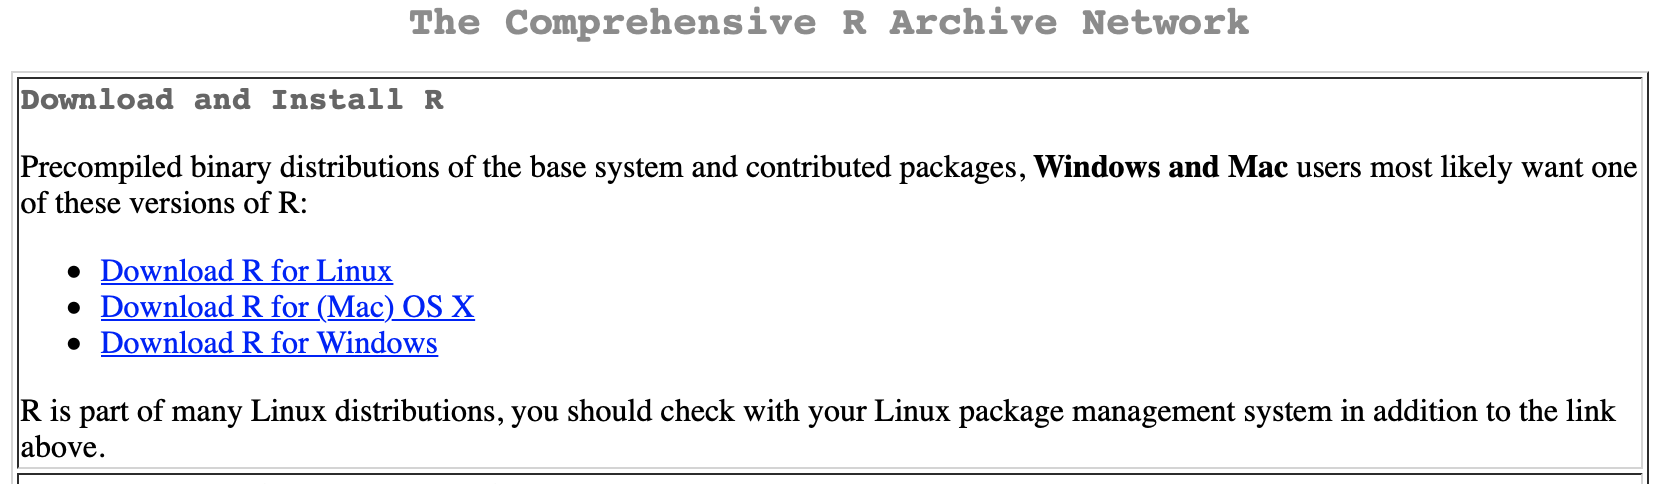 The Comprehensive R Archive Network
Download and Install R
Precompiled binary distributions of the base system and contributed packages, Windows and Mac users most likely want one
of these versions of R:
Download R for Linux
Download R for (Mac) OS X
Download R for Windows
R is part of many Linux distributions, you should check with your Linux package management system in addition to the link
above.